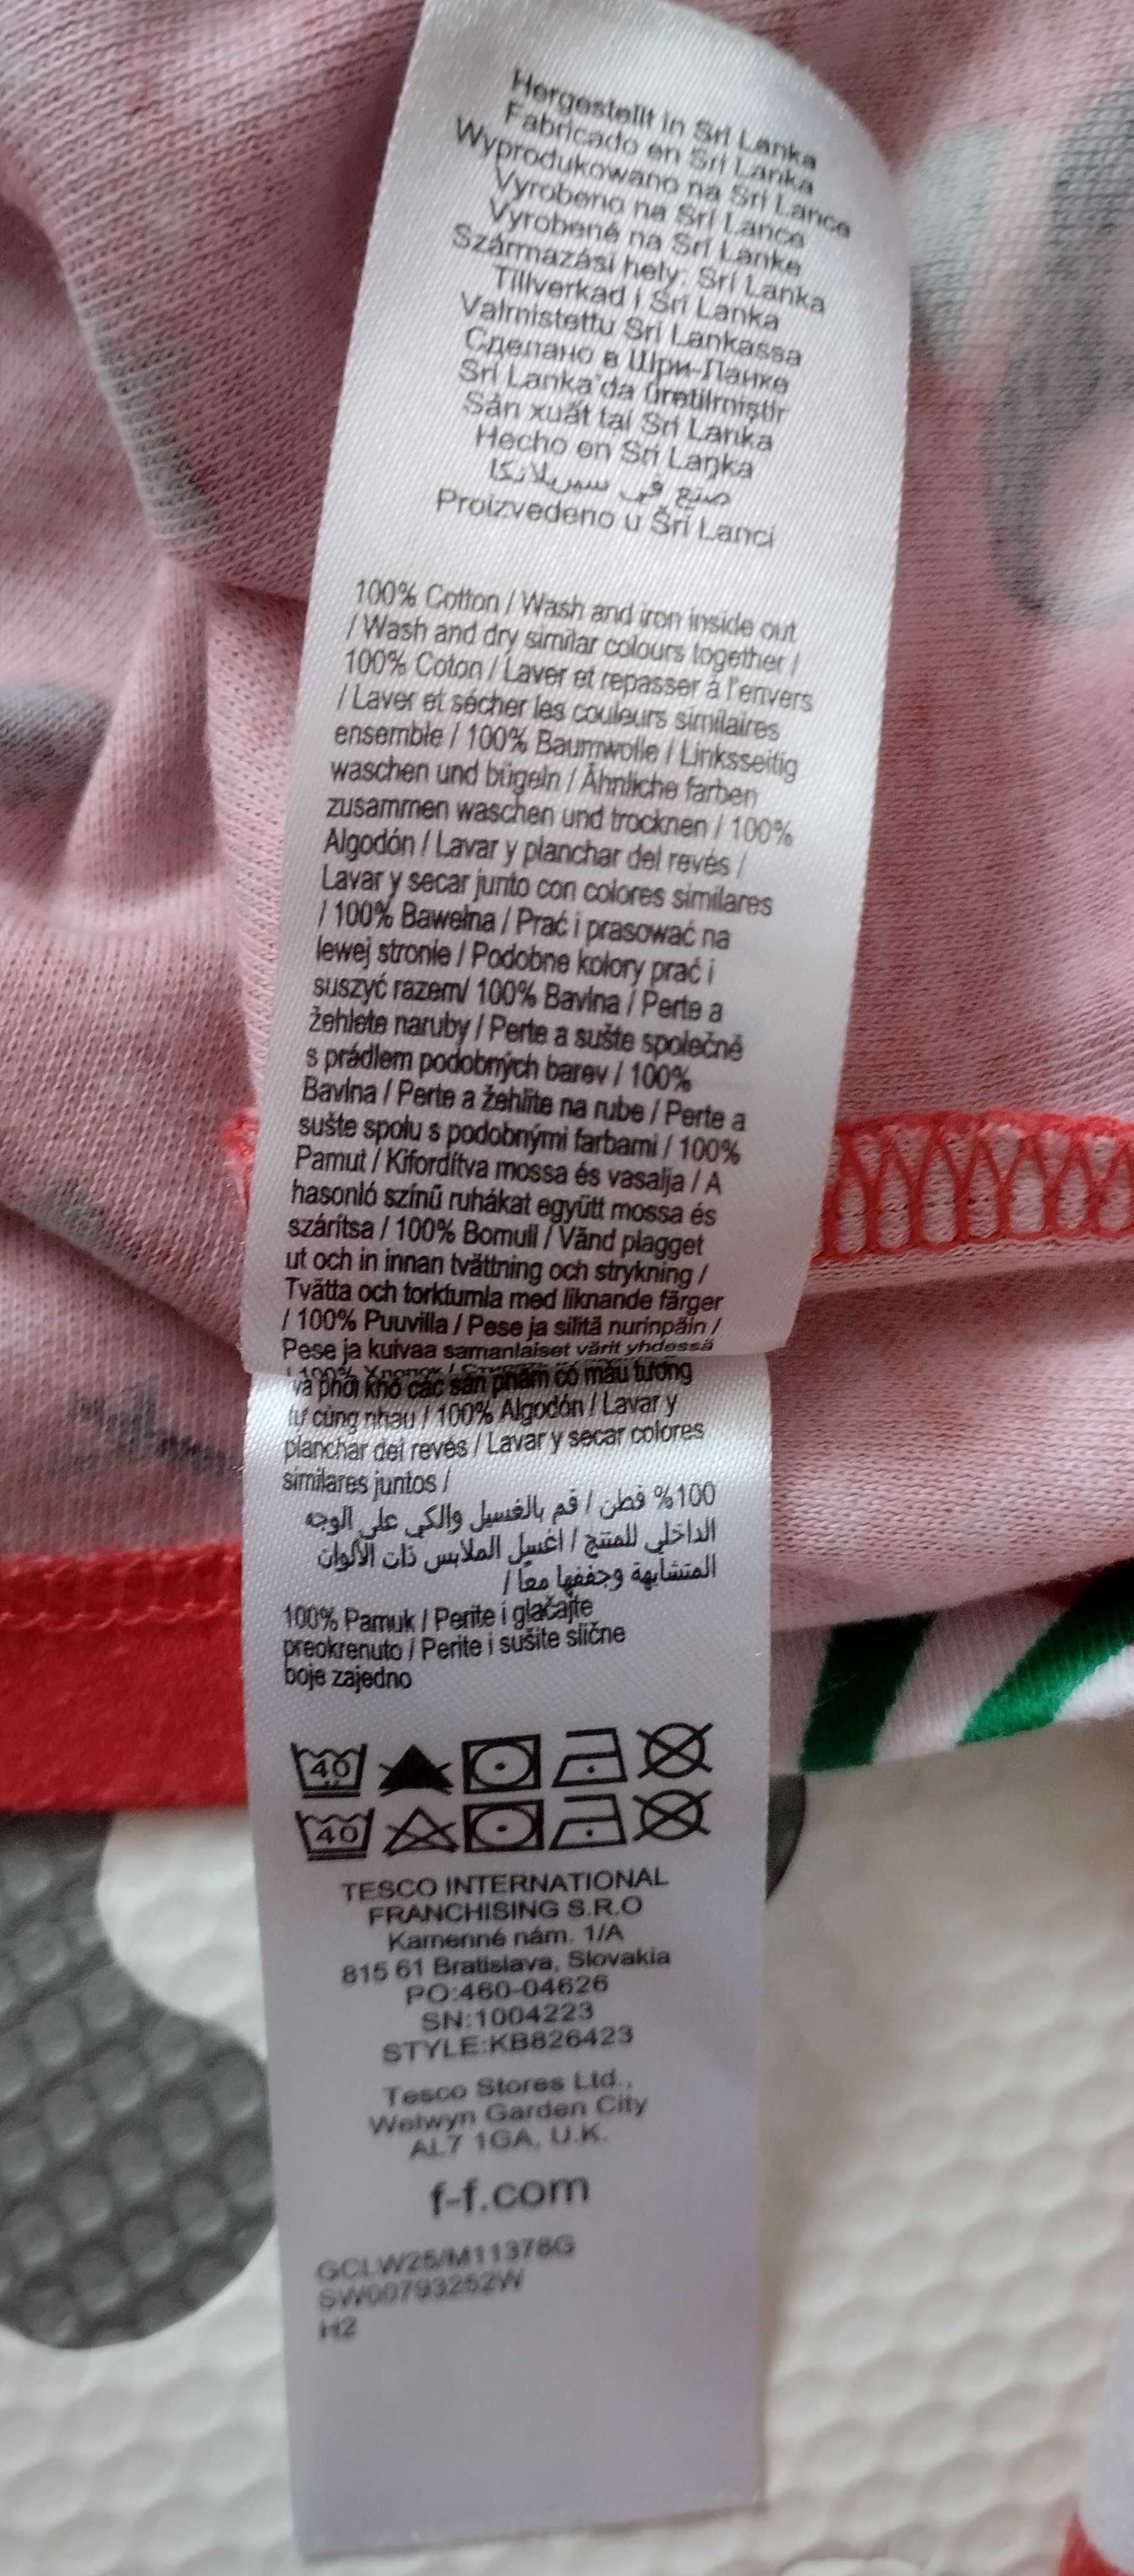 Hergestellt in Sri Lanka
Fabricado en Sri Lanka
Wyprodukowano na Sri Lance
Vyrobeno na Srí Lance
Vyrobené na Srí Lanke
Származási hely: Srí Lanka
Tillverkad i Sri Lanka
Valmistettu Sri Lankassa
Сделано в Шри-Ланке
Sri Lanka'da üretilmiştir
Sản xuất tại Sri Lanka
Hecho en Sri Lanka
صنع في سيريلانكا
Proizvedeno u Šri Lanci
100% Cotton / Wash and iron inside out
/ Wash and dry similar colours together /
100% Coton / Laver et repasser à l'envers
/ Laver et sécher les couleurs similaires
ensemble / 100% Baumwolle / Linksseitig
waschen und bügeln / Ähnliche farben
zusammen waschen und trocknen / 100%
Algodón / Lavar y planchar del revés /
Lavar y secar junto con colores similares
/ 100% Bawełna / Prać i prasować na
lewej stronie / Podobne kolory prać i
suszyć razem/ 100% Bavlna / Perte a
žehlete naruby / Perte a sušte společně
s prádlem podobných barev / 100%
Bavlna / Perte a žehlite na rube / Perte a
sušte spolu s podobnými farbami / 100%
Pamut / Kifordítva mossa és vasalja / A
hasonló színű ruhákat együtt mossa és
szárítsa / 100% Bomull / Vänd plagget
ut och in innan tvättning och strykning /
Tvätta och torktumla med liknande färger
/ 100% Puuvilla / Pese ja silitä nurinpäin /
Pese ja kuivaa samanlaiset värit yhdessä
/ 100% Хлопок /
và phơi khô các sản phẩm có màu tương
tự cùng nhau / 100% Algodón / Lavar y
planchar del revés / Lavar y secar colores
similares juntos /
100% قطن / قم بالغسيل والكي على الوجه
الداخلي للمنتج / اغسل الملابس ذات الألوان
المتشابهة وجففها معاً /
100% Pamuk / Perite i glačajte
preokrenuto / Perite i sušite slične
boje zajedno
40
40
TESCO INTERNATIONAL
FRANCHISING S.R.O
Kamenné nám. 1/A
815 61 Bratislava, Slovakia
PO:460-04626
SN:1004223
STYLE:KB826423
Tesco Stores Ltd.,
Welwyn Garden City
AL7 1GA, U.K.
f-f.com
GCLW25/M11378G
SW00793252W
H2